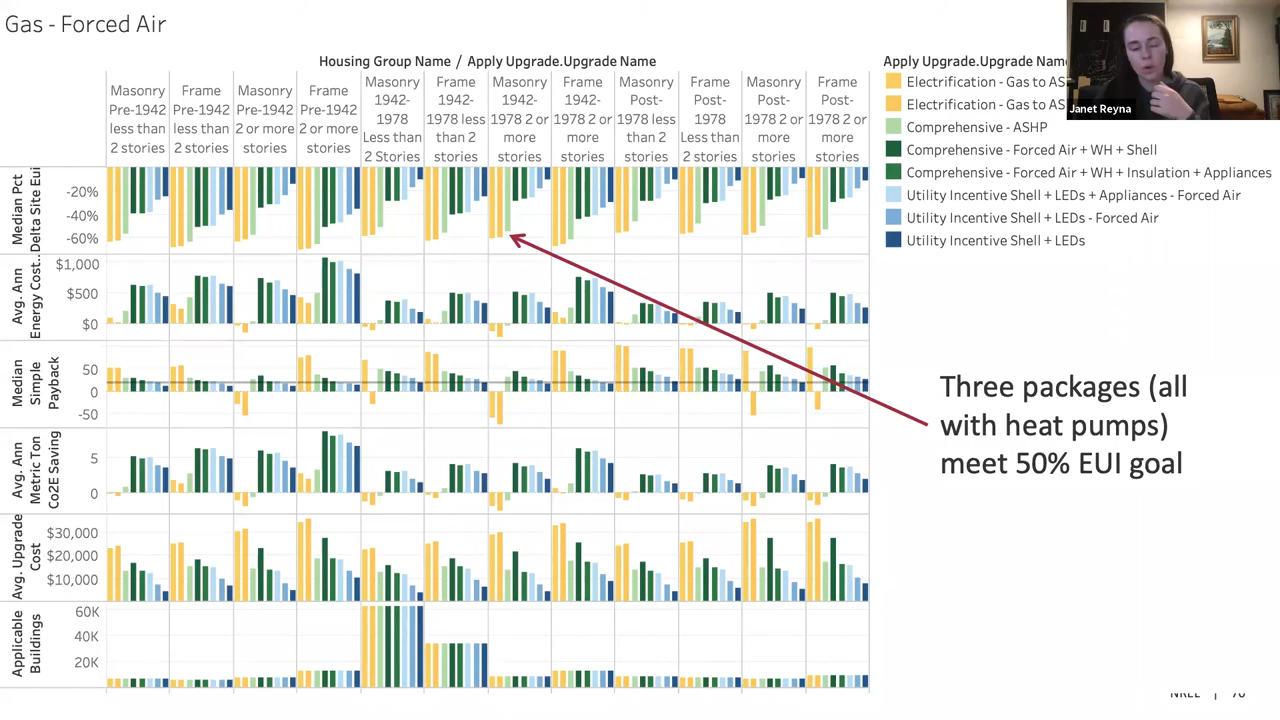 Gas - Forced Air
Housing Group Name / Apply Upgrade.Upgrade Name
Masonry
Pre-1942
less than
2 stories
Frame
Pre-1942
less than
2 stories
Masonry
Pre-1942
2 or more
stories
Frame
Pre-1942
2 or more
stories
Masonry
1942-
1978
Less than
2 Stories
Frame
1942-
1978 less
than 2
stories
Masonry
1942-
1978 2 or
more
stories
Frame
1942-
1978 2 or
more
stories
Masonry
Post-
1978 less
than 2
stories
Frame
Post-
1978
Less than
2 stories
Masonry
Post-
1978 2 or
more
stories
Frame
Post-
1978 2 or
more
stories
Median Pct
Delta Site Eui
-20%
-40%
-60%
Avg. Ann
Energy Cost..
$1,000
$500
$0
Median
Simple
Payback
50
0
-50
Avg. Ann
Metric Ton
Co2E Saving
5
0
Avg. Upgrade
Cost
$30,000
$20,000
$10,000
Applicable
Buildings
60K
40K
20K
Apply Upgrade.Upgrade Name
Electrification - Gas to AS
Electrification - Gas to AS
Comprehensive - ASHP
Comprehensive - Forced Air + WH + Shell
Comprehensive - Forced Air + WH + Insulation + Appliances
Utility Incentive Shell + LEDs + Appliances - Forced Air
Utility Incentive Shell + LEDs - Forced Air
Utility Incentive Shell + LEDs
Janet Reyna
Three packages (all
with heat pumps)
meet 50% EUI goal
NREL |